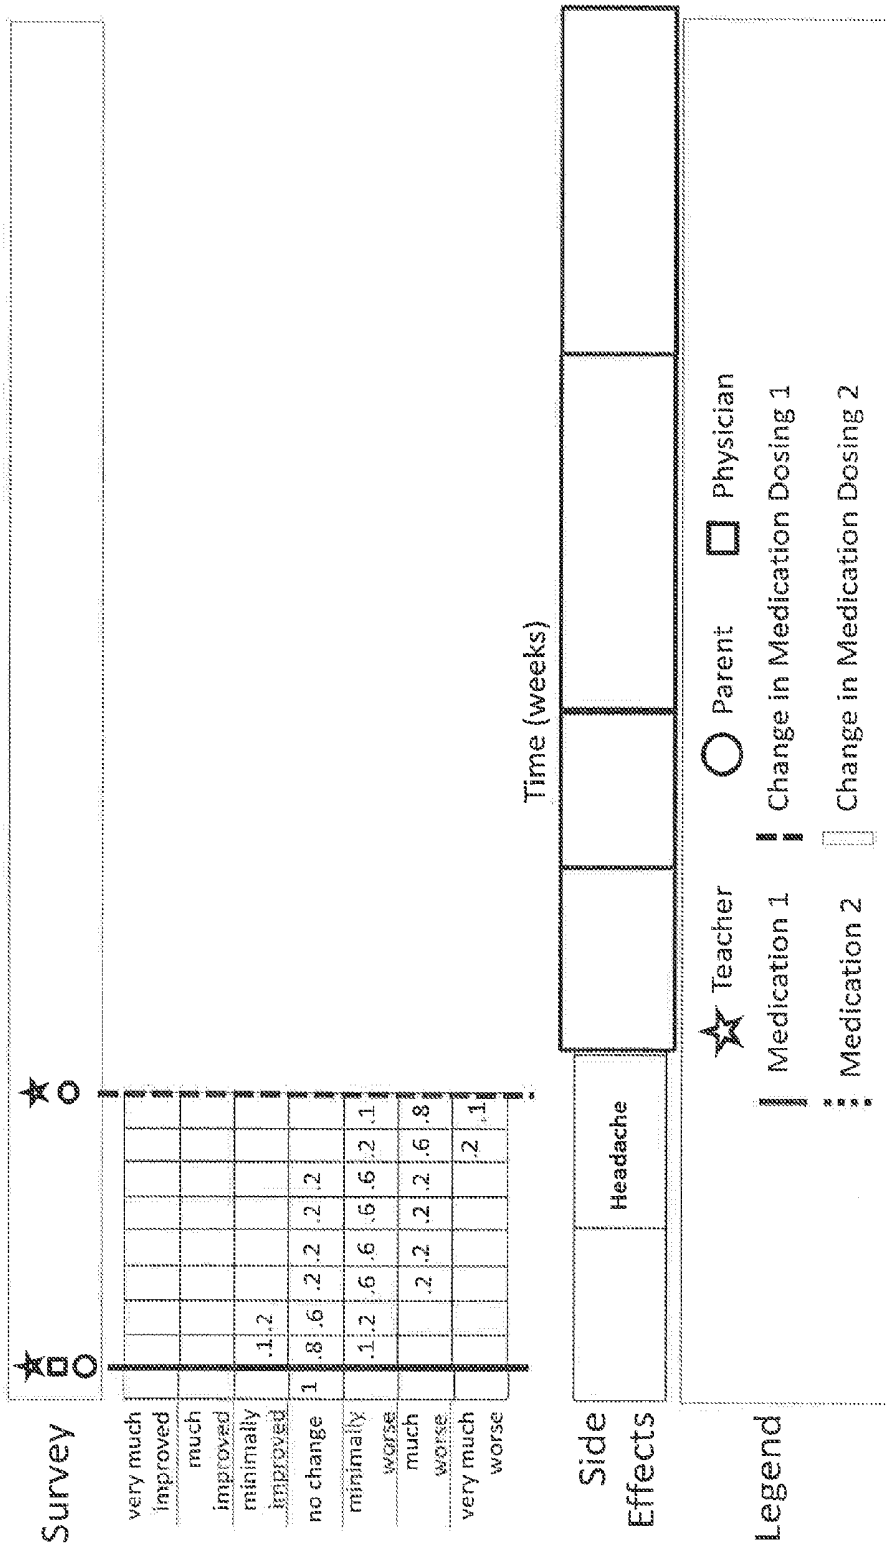 Survey
very much
improved
much
improved
minimally
improved
no change 1 .8 .6 .2 .2 .2 .2
.1 .2
minimally
worse
.1 .2 .6 .6 .6 .6 .2 .1
much
worse
.2 .2 .2 .2 .6 .8
very much
worse
.2 .1
Time (weeks)
Side
Effects
Headache
Legend
Teacher Parent Physician
Medication 1 Change in Medication Dosing 1
Medication 2 Change in Medication Dosing 2